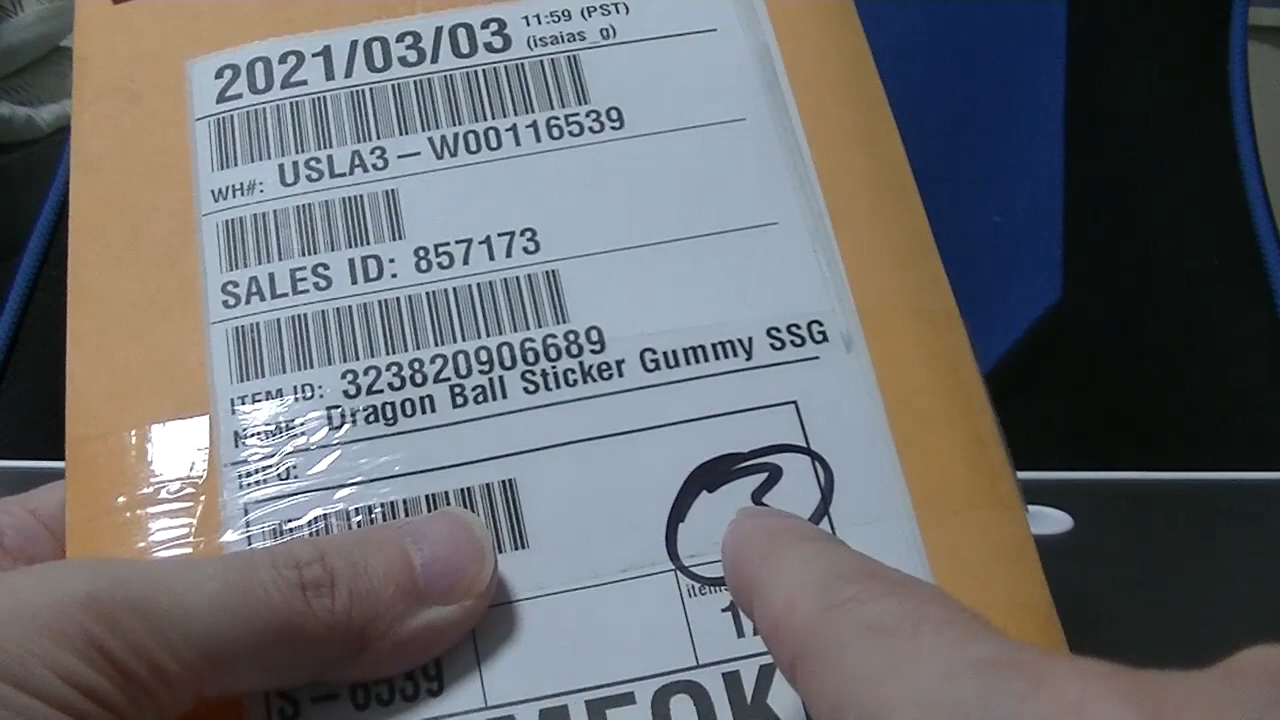 2021/03/03 11:59 (PST)
(isaias_g)
WH#: USLA3-W00116539
SALES ID: 857173
ITEM ID: 323820906689
NAME: Dragon Ball Sticker Gummy SSG
INFO:
S-6539